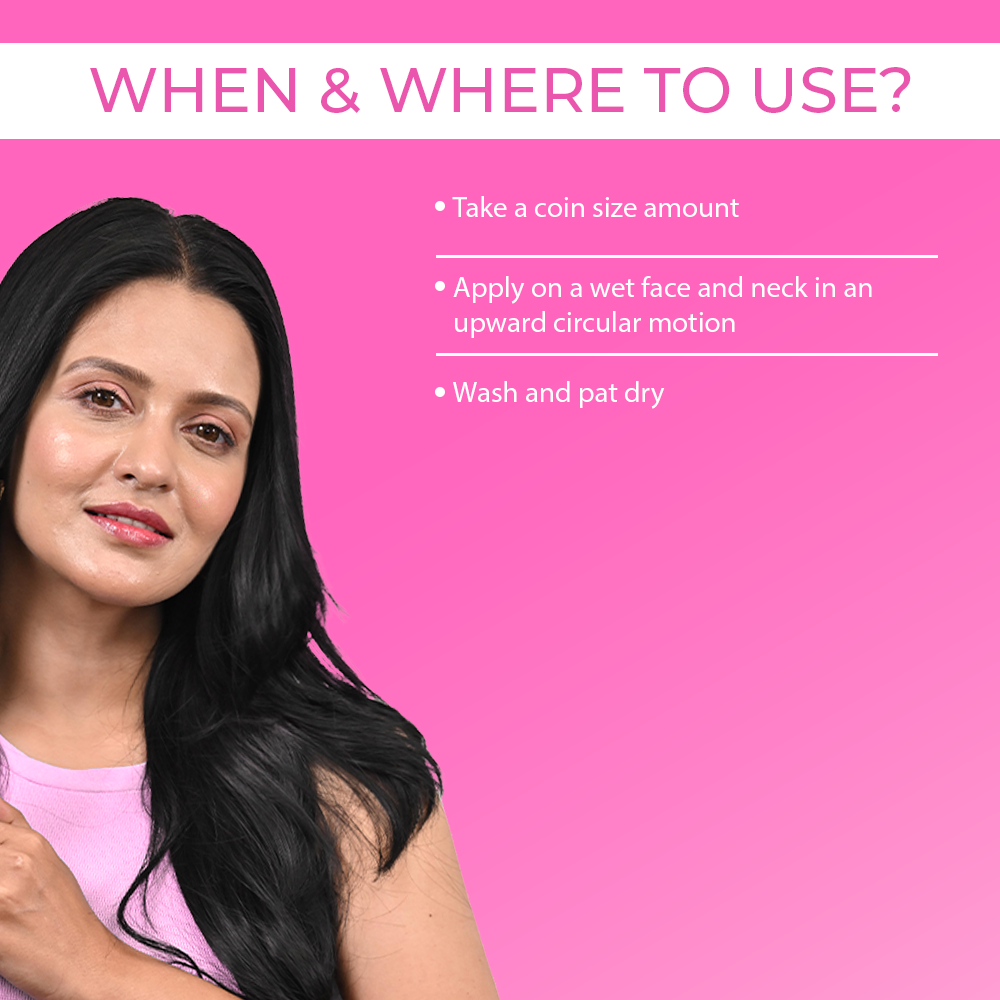 WHEN & WHERE TO USE?
• Take a coin size amount
• Apply on a wet face and neck in an
upward circular motion
• Wash and pat dry